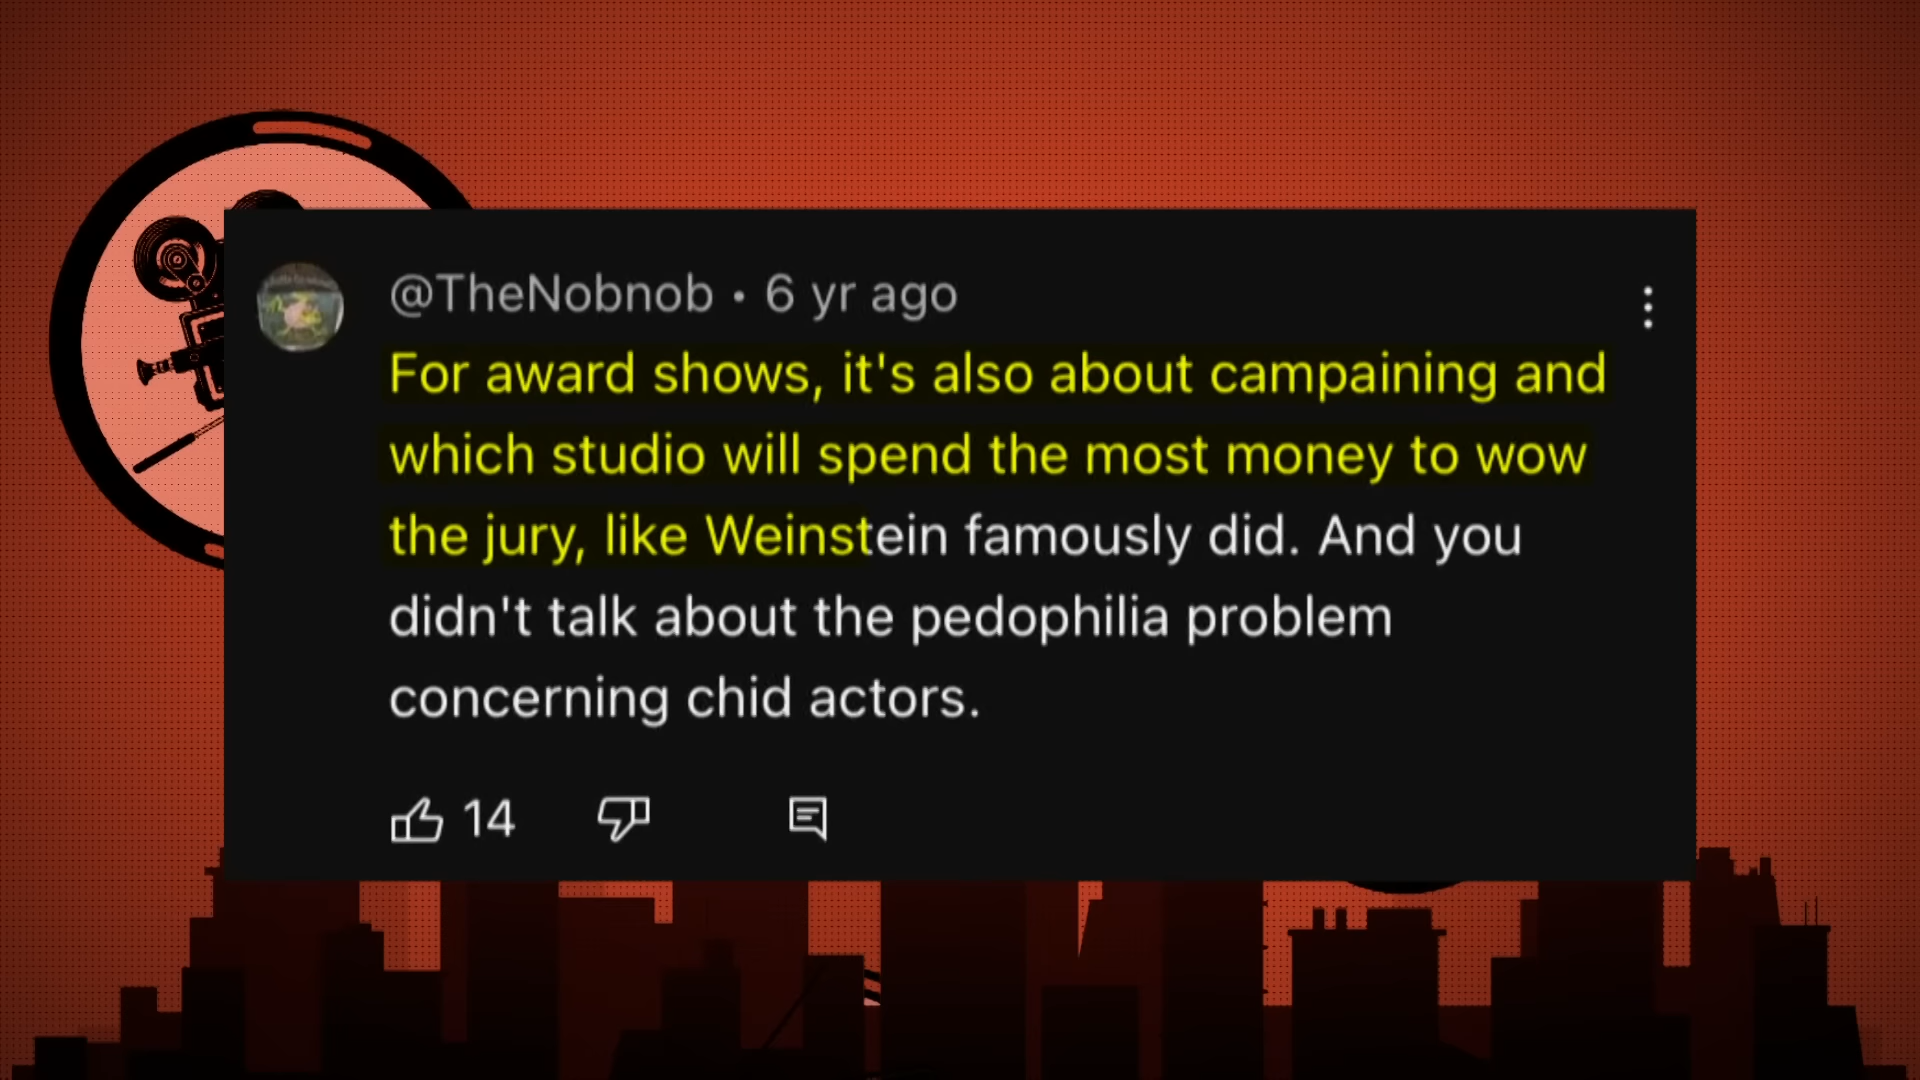 @TheNobnob • 6 yr ago
For award shows, it's also about campaining and
which studio will spend the most money to wow
the jury, like Weinstein famously did. And you
didn't talk about the pedophilia problem
concerning chid actors.
14